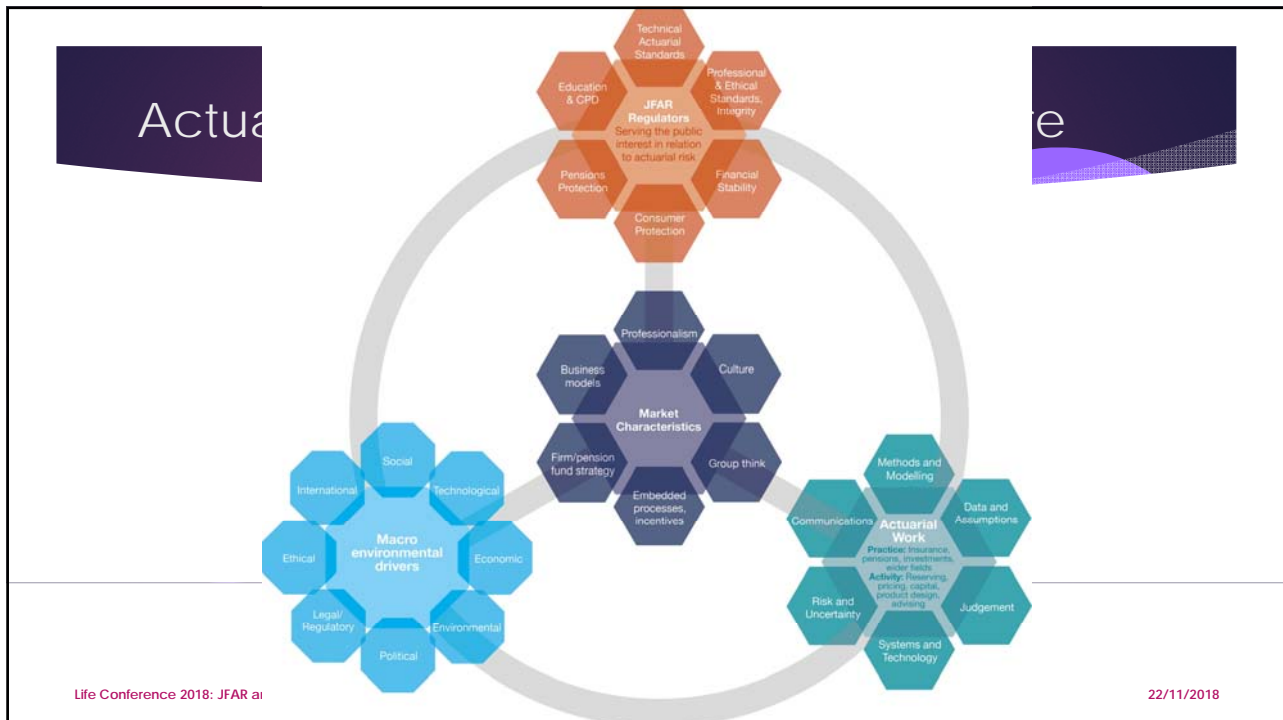 Actua
re
Technical
Actuarial
Standards
Education
& CPD
Professional
& Ethical
Standards,
Integrity
JFAR
Regulators
Serving the public
interest in relation
to actuarial risk
Pensions
Protection
Financial
Stability
Consumer
Protection
Professionalism
Business
models
Culture
Market
Characteristics
Firm/pension
fund strategy
Group think
Embedded
processes,
incentives
Social
International
Technological
Macro
environmental
drivers
Ethical
Economic
Legal/
Regulatory
Environmental
Political
Methods and
Modelling
Communications
Data and
Assumptions
Actuarial
Work
Practice: Insurance,
pensions, investments,
wider fields
Activity: Reserving,
pricing, capital,
product design,
advising
Risk and
Uncertainty
Judgement
Systems and
Technology
Life Conference 2018: JFAR ar
22/11/2018